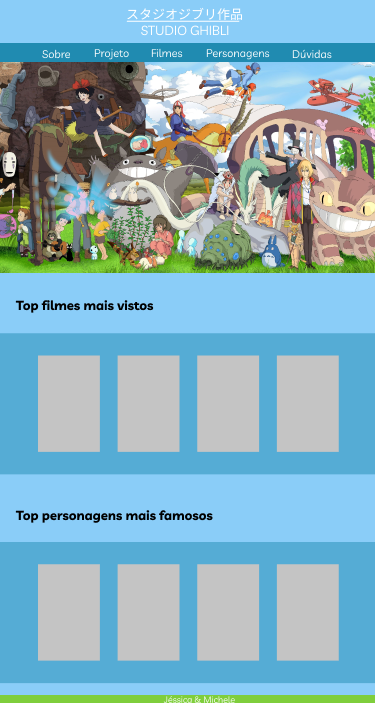 スタジオジブリ作品
STUDIO GHIBLI
Sobre Projeto Filmes Personagens Dúvidas
Top filmes mais vistos
Top personagens mais famosos
Jéssica & Michele